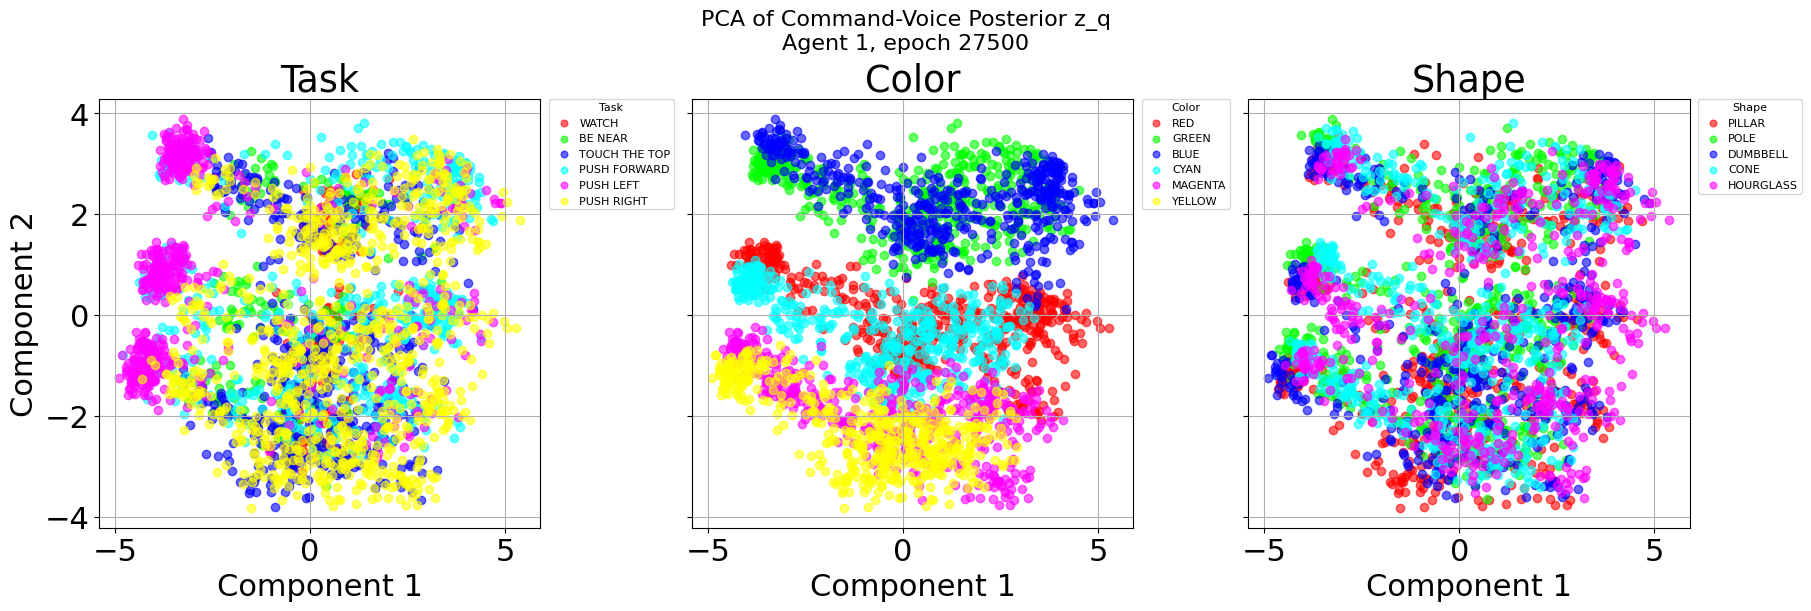 PCA of Command-Voice Posterior z_q
Agent 1, epoch 27500
Task
4
2
0
−2
−4
−5
0
5
Component 2
Component 1
Task
WATCH
BE NEAR
TOUCH THE TOP
PUSH FORWARD
PUSH LEFT
PUSH RIGHT
Color
−5
0
5
Component 1
Color
RED
GREEN
BLUE
CYAN
MAGENTA
YELLOW
Shape
−5
0
5
Component 1
Shape
PILLAR
POLE
DUMBBELL
CONE
HOURGLASS